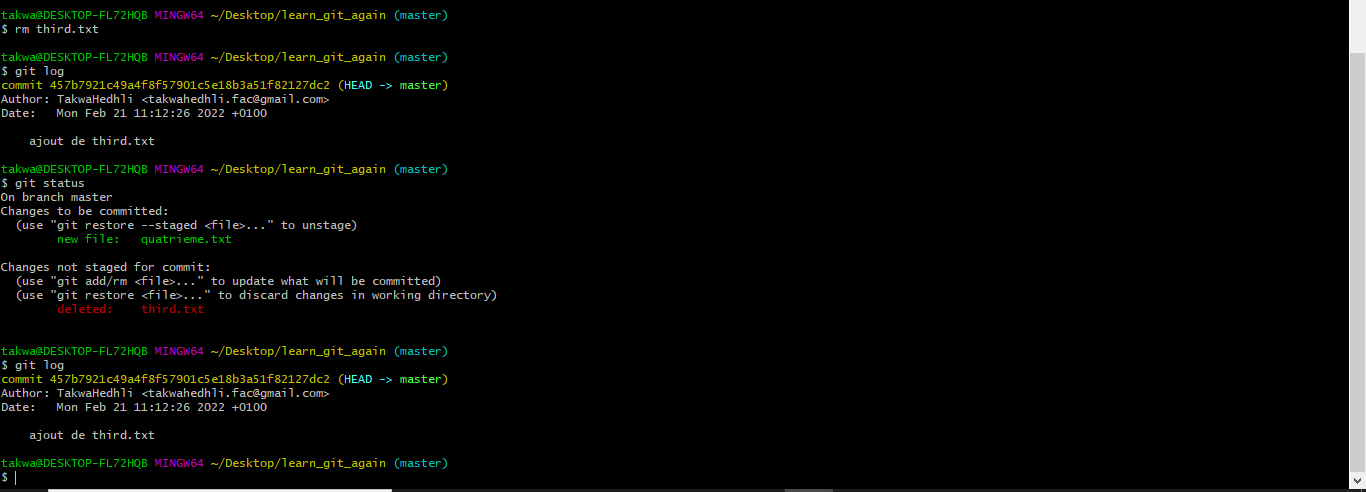 takwa@DESKTOP-FL72HQB MINGW64 ~/Desktop/learn_git_again (master)
$ rm third.txt
takwa@DESKTOP-FL72HQB MINGW64 ~/Desktop/learn_git_again (master)
$ git log
commit 457b7921c49a4f8f57901c5e18b3a51f82127dc2 (HEAD -> master)
Author: TakwaHedhli <takwahedhli.fac@gmail.com>
Date:   Mon Feb 21 11:12:26 2022 +0100
    ajout de third.txt
takwa@DESKTOP-FL72HQB MINGW64 ~/Desktop/learn_git_again (master)
$ git status
On branch master
Changes to be committed:
  (use "git restore --staged <file>..." to unstage)
        new file:   quatrieme.txt
Changes not staged for commit:
  (use "git add/rm <file>..." to update what will be committed)
  (use "git restore <file>..." to discard changes in working directory)
        deleted:    third.txt
takwa@DESKTOP-FL72HQB MINGW64 ~/Desktop/learn_git_again (master)
$ git log
commit 457b7921c49a4f8f57901c5e18b3a51f82127dc2 (HEAD -> master)
Author: TakwaHedhli <takwahedhli.fac@gmail.com>
Date:   Mon Feb 21 11:12:26 2022 +0100
    ajout de third.txt
takwa@DESKTOP-FL72HQB MINGW64 ~/Desktop/learn_git_again (master)
$